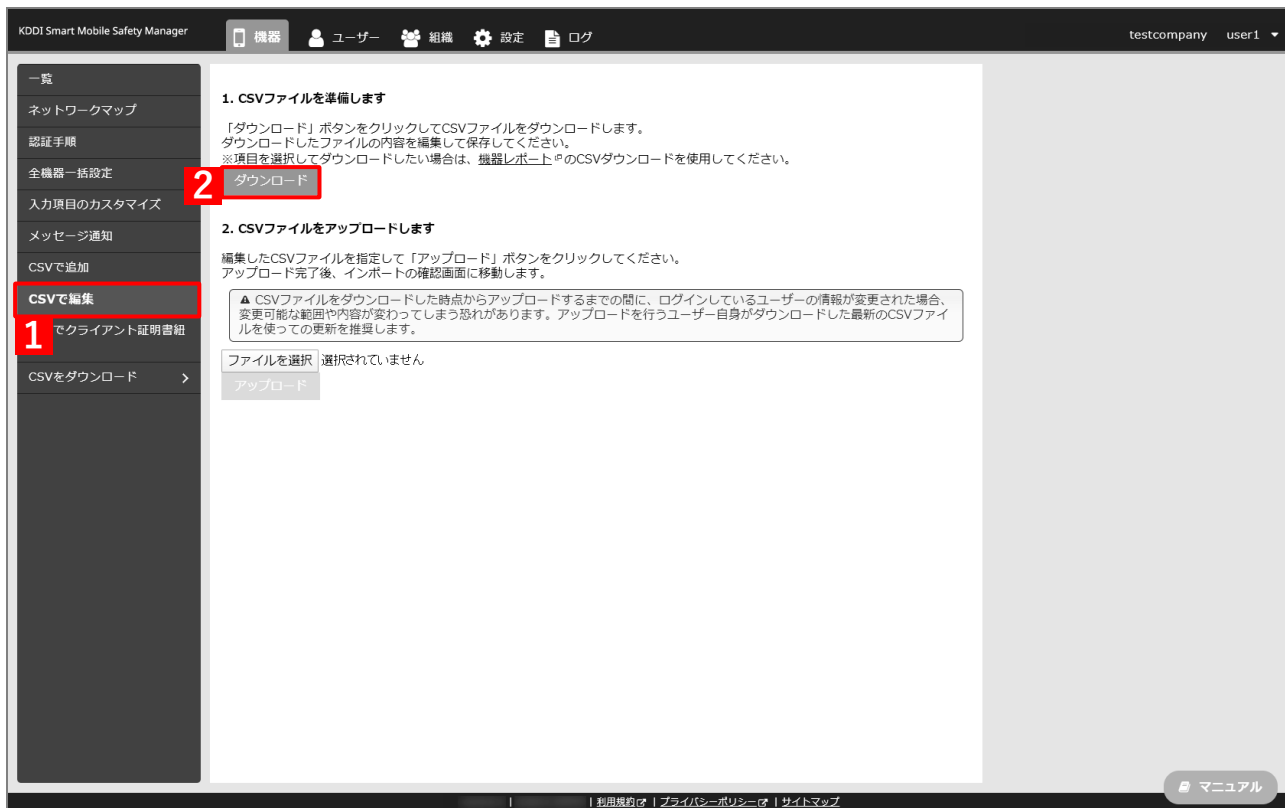 KDDI Smart Mobile Safety Manager
機器
ユーザー
組織
設定
ログ
testcompany user1
一覧
ネットワークマップ
認証手順
全機器一括設定
入力項目のカスタマイズ
メッセージ通知
CSVで追加
CSVで編集
1
でクライアント証明書組
CSVをダウンロード
1. CSVファイルを準備します
「ダウンロード」ボタンをクリックしてCSVファイルをダウンロードします。
ダウンロードしたファイルの内容を編集して保存してください。
※項目を選択してダウンロードしたい場合は、機器レポートのCSVダウンロードを使用してください。
2
ダウンロード
2. CSVファイルをアップロードします
編集したCSVファイルを指定して「アップロード」ボタンをクリックしてください。
アップロード完了後、インポートの確認画面に移動します。
CSVファイルをダウンロードした時点からアップロードするまでの間に、ログインしているユーザーの情報が変更された場合、
変更可能な範囲や内容が変わってしまう恐れがあります。アップロードを行うユーザー自身がダウンロードした最新のCSVファイ
ルを使っての更新を推奨します。
ファイルを選択 選択されていません
アップロード
マニュアル
| | 利用規約 | プライバシーポリシー | サイトマップ